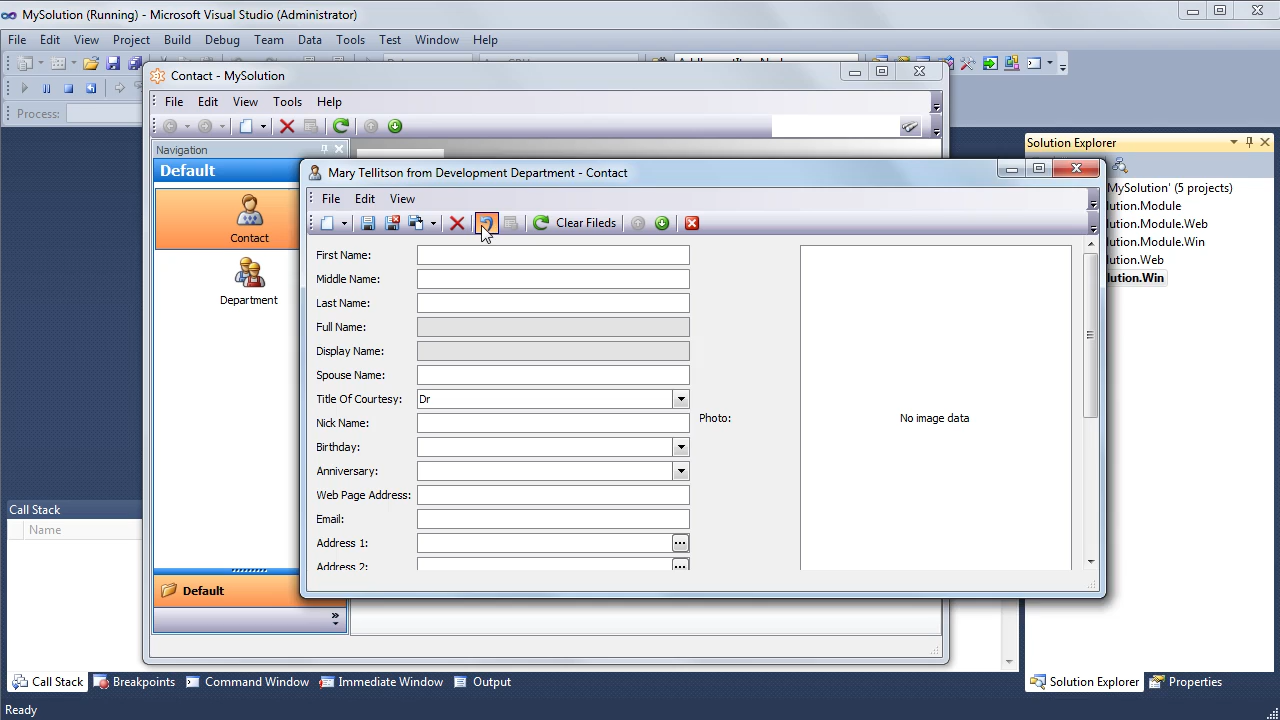 MySolution (Running) - Microsoft Visual Studio (Administrator)
File Edit View Project Build Debug Team Data Tools Test Window Help
Process:
Contact - MySolution
File Edit View Tools Help
Navigation
Default
Contact
Department
Default
Mary Tellitson from Development Department - Contact
File Edit View
Clear Fileds
First Name:
Middle Name:
Last Name:
Full Name:
Display Name:
Spouse Name:
Title Of Courtesy: Dr
Nick Name:
Birthday:
Anniversary:
Web Page Address:
Email:
Address 1:
Address 2:
Photo:
No image data
Solution Explorer
MySolution' (5 projects)
ution.Module
ution.Module.Web
ution.Module.Win
ution.Web
ution.Win
Call Stack
Name
Call Stack Breakpoints Command Window Immediate Window Output
Solution Explorer Properties
Ready